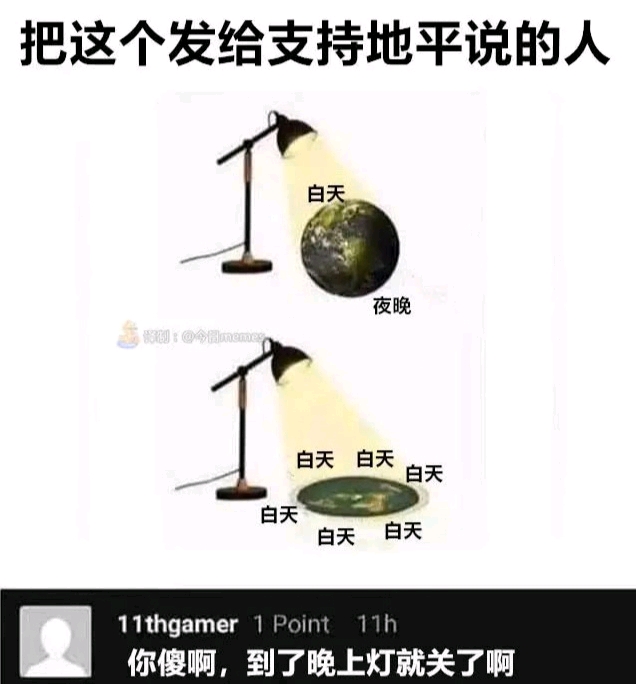 把这个发给支持地平说的人
白天
夜晚
译制：@今日memes
白天 白天 白天
白天 白天 白天
11thgamer 1 Point 11h
你傻啊，到了晚上灯就关了啊